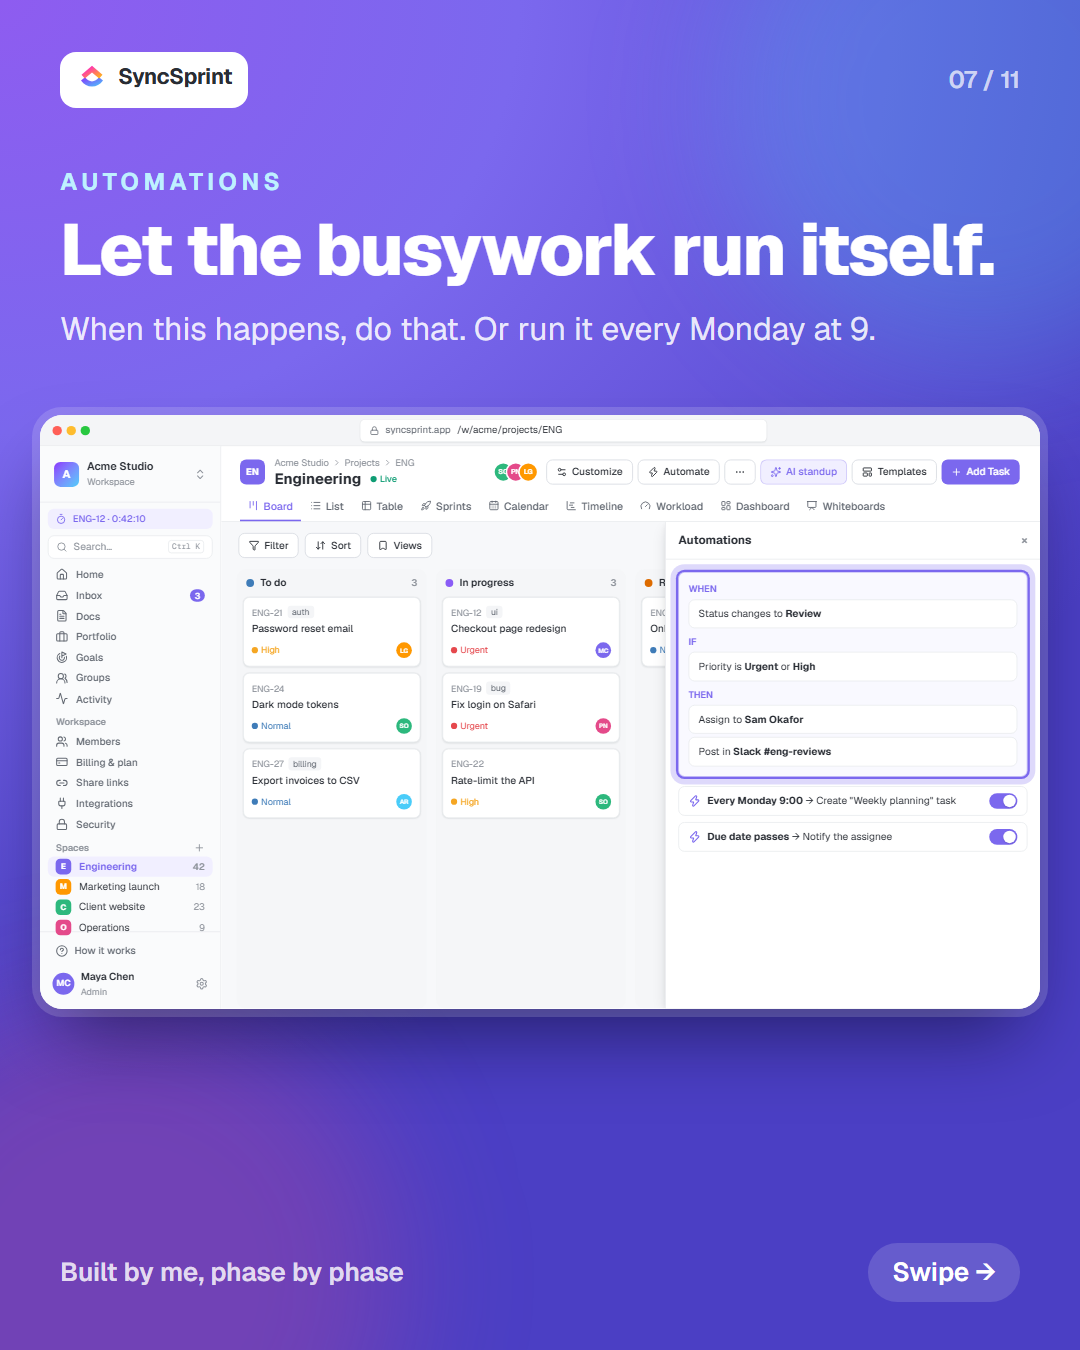 SyncSprint
07 / 11
AUTOMATIONS
Let the busywork run itself.
When this happens, do that. Or run it every Monday at 9.
syncsprint.app /w/acme/projects/ENG
A
Acme Studio
Workspace
ENG-12 · 0:42:10
Search...
Ctrl K
Home
Inbox
3
Docs
Portfolio
Goals
Groups
Activity
Workspace
Members
Billing & plan
Share links
Integrations
Security
Spaces
+
E Engineering 42
M Marketing launch 18
C Client website 23
O Operations 9
How it works
MC
Maya Chen
Admin
EN
Acme Studio > Projects > ENG
Engineering
Live
LG
Customize
Automate
...
AI standup
Templates
+ Add Task
Board
List
Table
Sprints
Calendar
Timeline
Workload
Dashboard
Whiteboards
Filter
Sort
Views
To do 3
ENG-21 auth
Password reset email
High
LG
ENG-24
Dark mode tokens
Normal
SO
ENG-27 billing
Export invoices to CSV
Normal
AR
In progress 3
ENG-12 ui
Checkout page redesign
Urgent
MC
ENG-19 bug
Fix login on Safari
Urgent
PN
ENG-22
Rate-limit the API
High
SO
Automations
×
WHEN
Status changes to Review
IF
Priority is Urgent or High
THEN
Assign to Sam Okafor
Post in Slack #eng-reviews
Every Monday 9:00 → Create "Weekly planning" task
Due date passes → Notify the assignee
Built by me, phase by phase
Swipe →